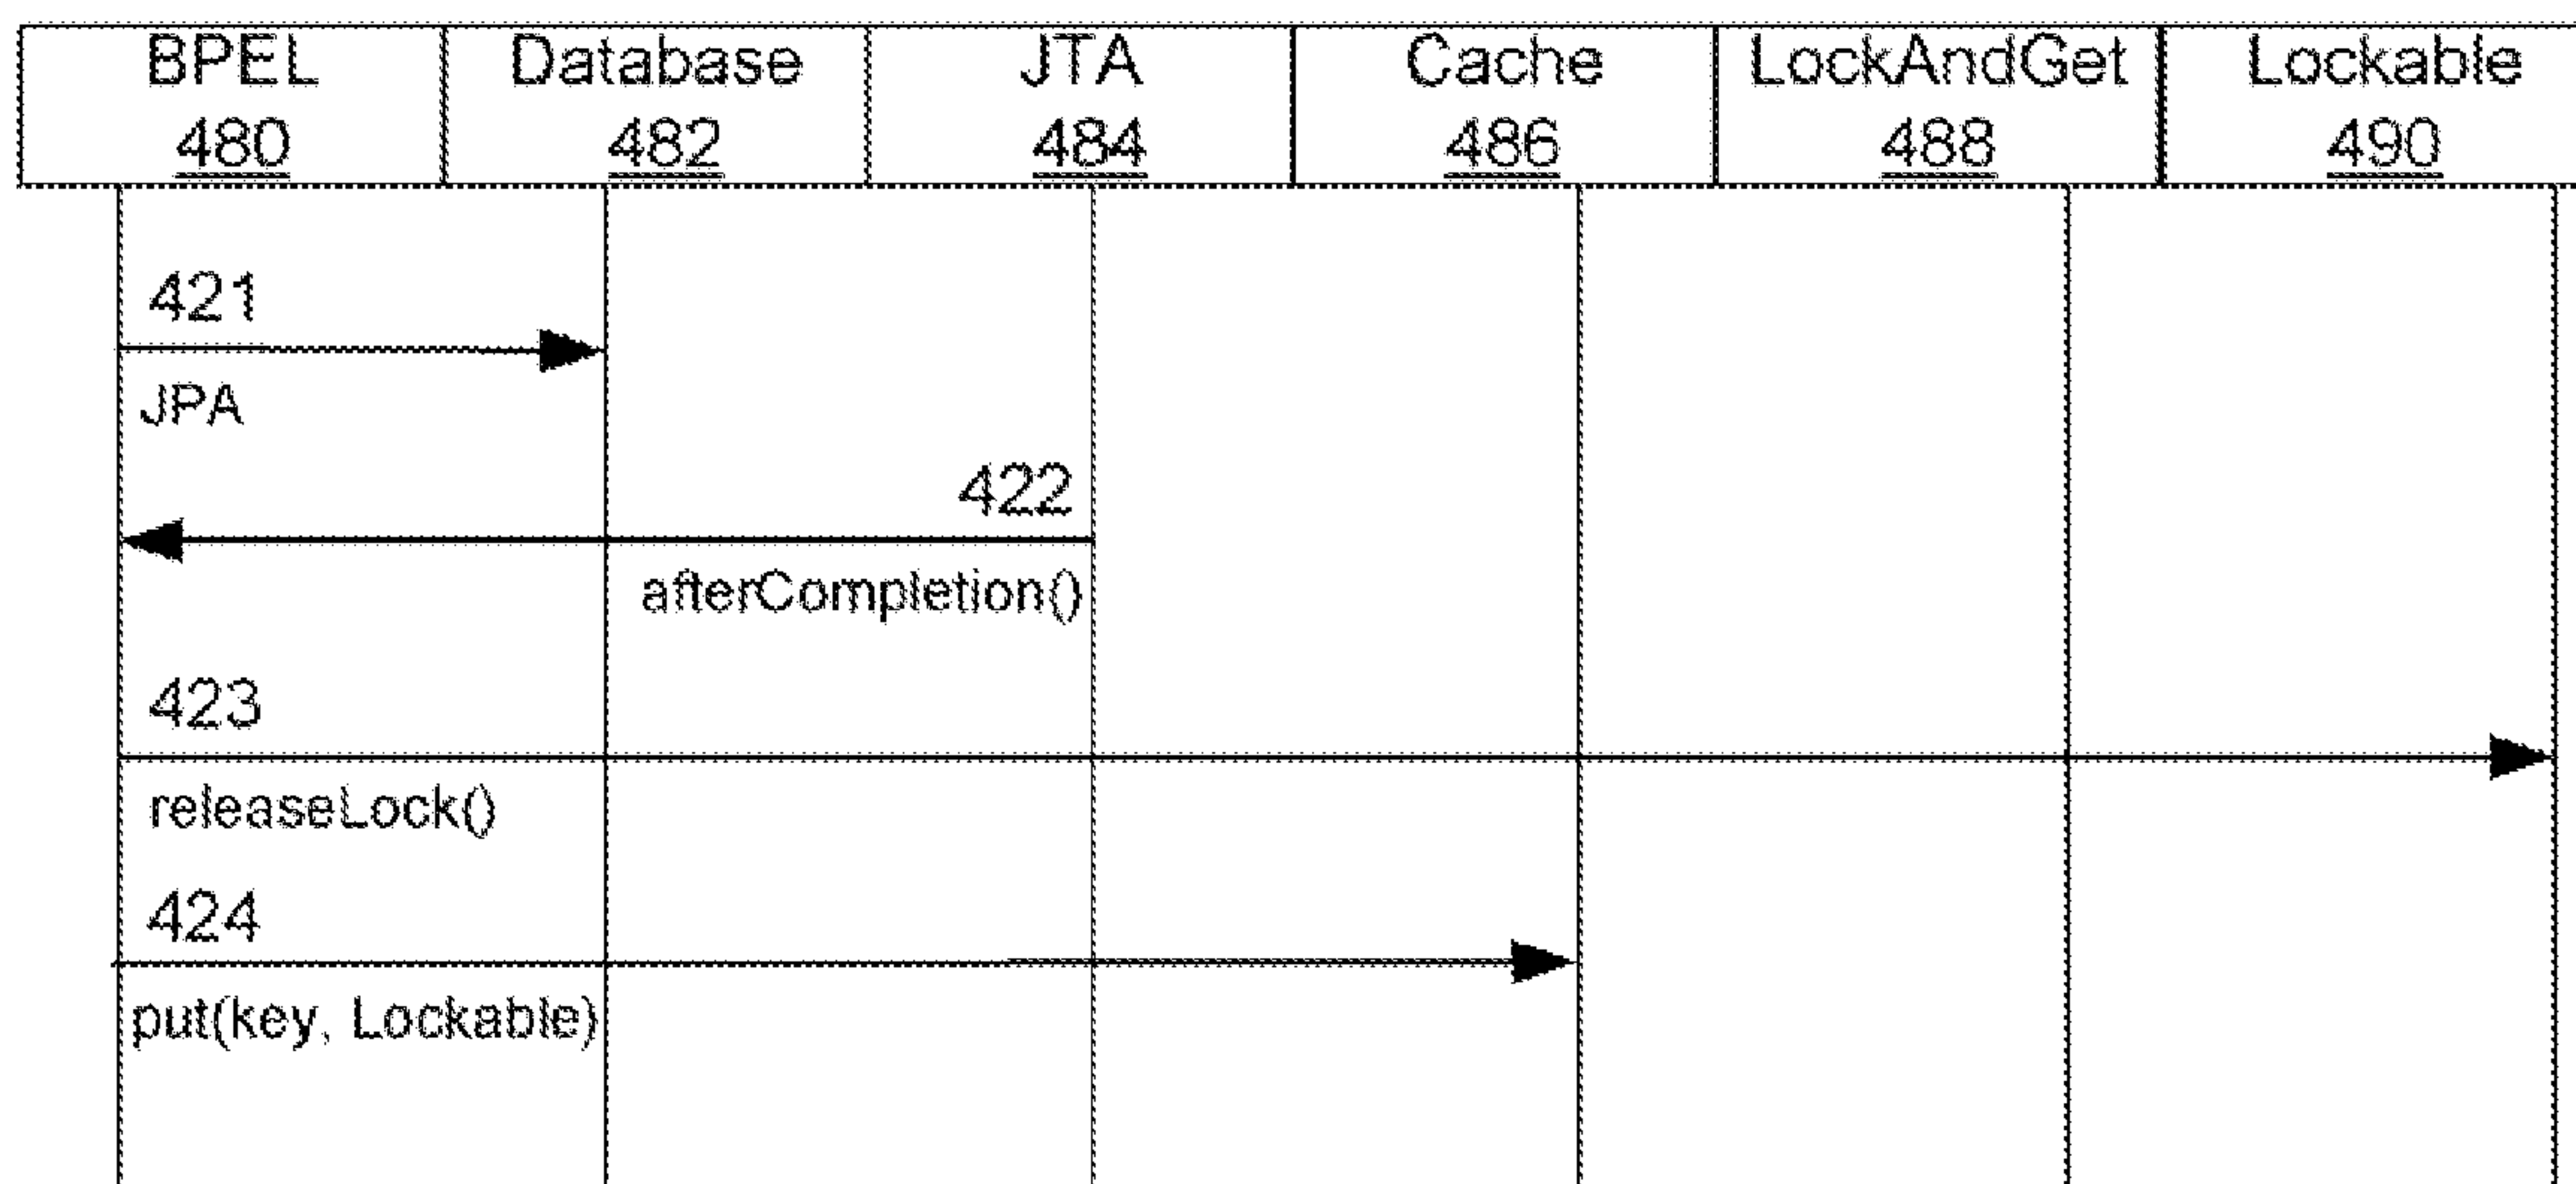 BPEL Database JTA Cache LockAndGet Lockable
480 482 484 486 488 490
421
JPA
422
afterCompletion()
423
releaseLock()
424
put(key, Lockable)